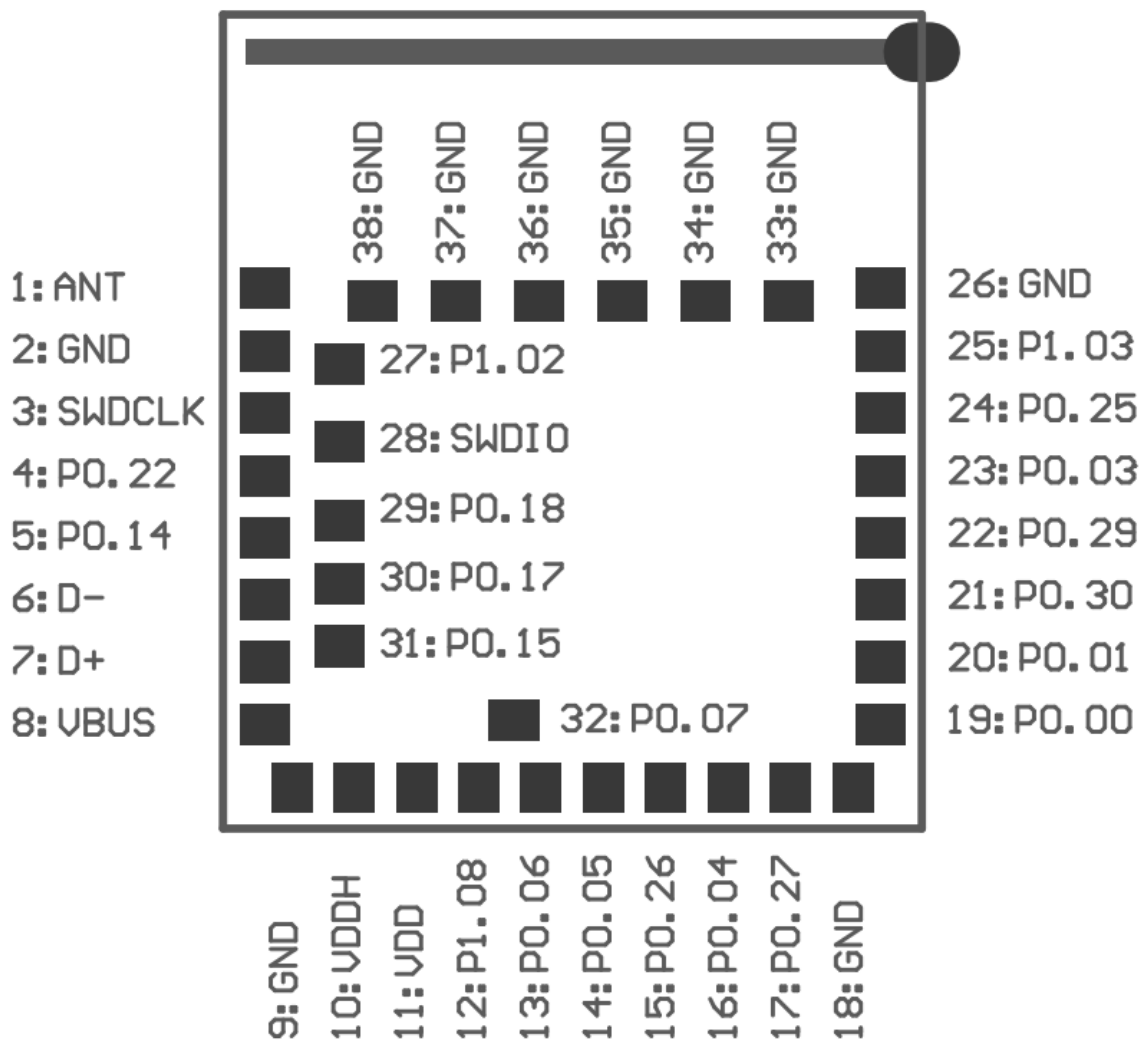 38:GND
37:GND
36:GND
35:GND
34:GND
33:GND
1:ANT
2:GND
3:SWDCLK
4:P0.22
5:P0.14
6:D-
7:D+
8:VBUS
27:P1.02
28:SWDIO
29:P0.18
30:P0.17
31:P0.15
32:P0.07
26:GND
25:P1.03
24:P0.25
23:P0.03
22:P0.29
21:P0.30
20:P0.01
19:P0.00
9:GND
10:VDDH
11:VDD
12:P1.08
13:P0.06
14:P0.05
15:P0.26
16:P0.04
17:P0.27
18:GND